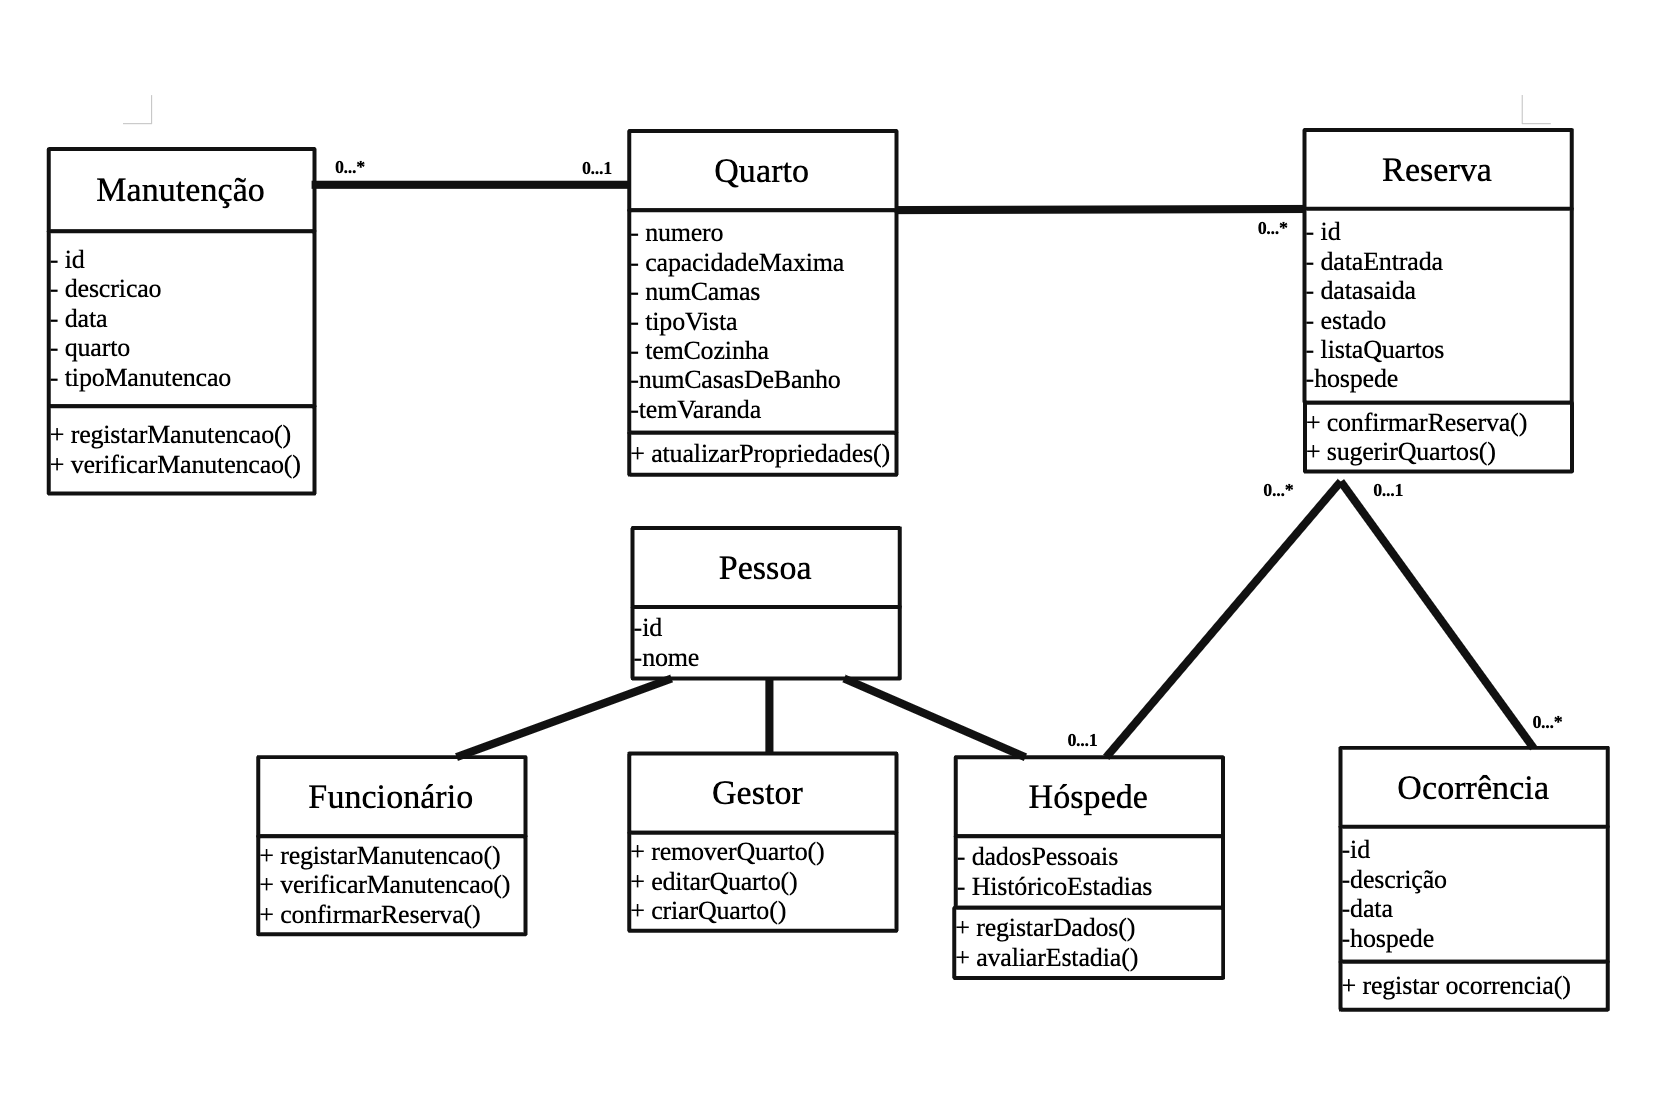 Manutenção
- id
- descricao
- data
- quarto
- tipoManutencao
+ registarManutencao()
+ verificarManutencao()
0...*
0...1
Quarto
- numero
- capacidadeMaxima
- numCamas
- tipoVista
- temCozinha
-numCasasDeBanho
-temVaranda
+ atualizarPropriedades()
0...*
Reserva
- id
- dataEntrada
- datasaida
- estado
- listaQuartos
-hospede
+ confirmarReserva()
+ sugerirQuartos()
0...*
0...1
Pessoa
-id
-nome
0...1
0...*
Funcionário
+ registarManutencao()
+ verificarManutencao()
+ confirmarReserva()
Gestor
+ removerQuarto()
+ editarQuarto()
+ criarQuarto()
Hóspede
- dadosPessoais
- HistóricoEstadias
+ registarDados()
+ avaliarEstadia()
Ocorrência
-id
-descrição
-data
-hospede
+ registar ocorrencia()